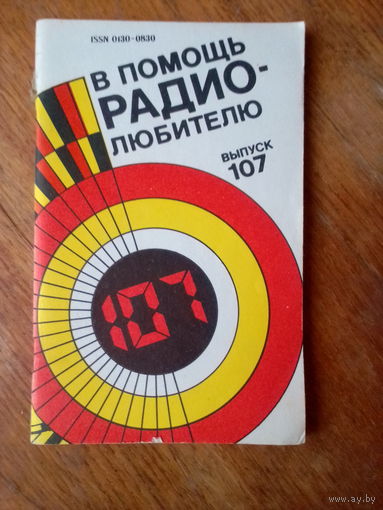 ISSN 0130-0830
В ПОМОЩЬ
РАДИО-
ЛЮБИТЕЛЮ
ВЫПУСК
107
107
www.ay.by